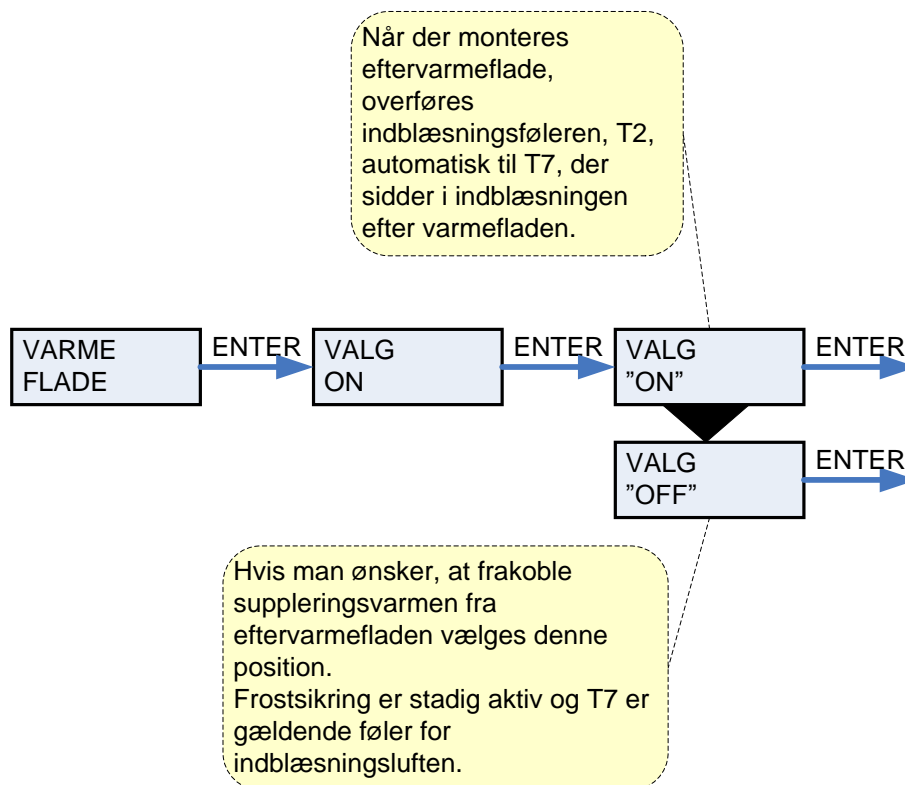 Når der monteres
eftervarmeflade,
overføres
indblæsningsføleren, T2,
automatisk til T7, der
sidder i indblæsningen
efter varmefladen.
VARME
FLADE
ENTER
VALG
ON
ENTER
VALG
”ON”
ENTER
VALG
”OFF”
ENTER
Hvis man ønsker, at frakoble
suppleringsvarmen fra
eftervarmefladen vælges denne
position.
Frostsikring er stadig aktiv og T7 er
gældende føler for
indblæsningsluften.